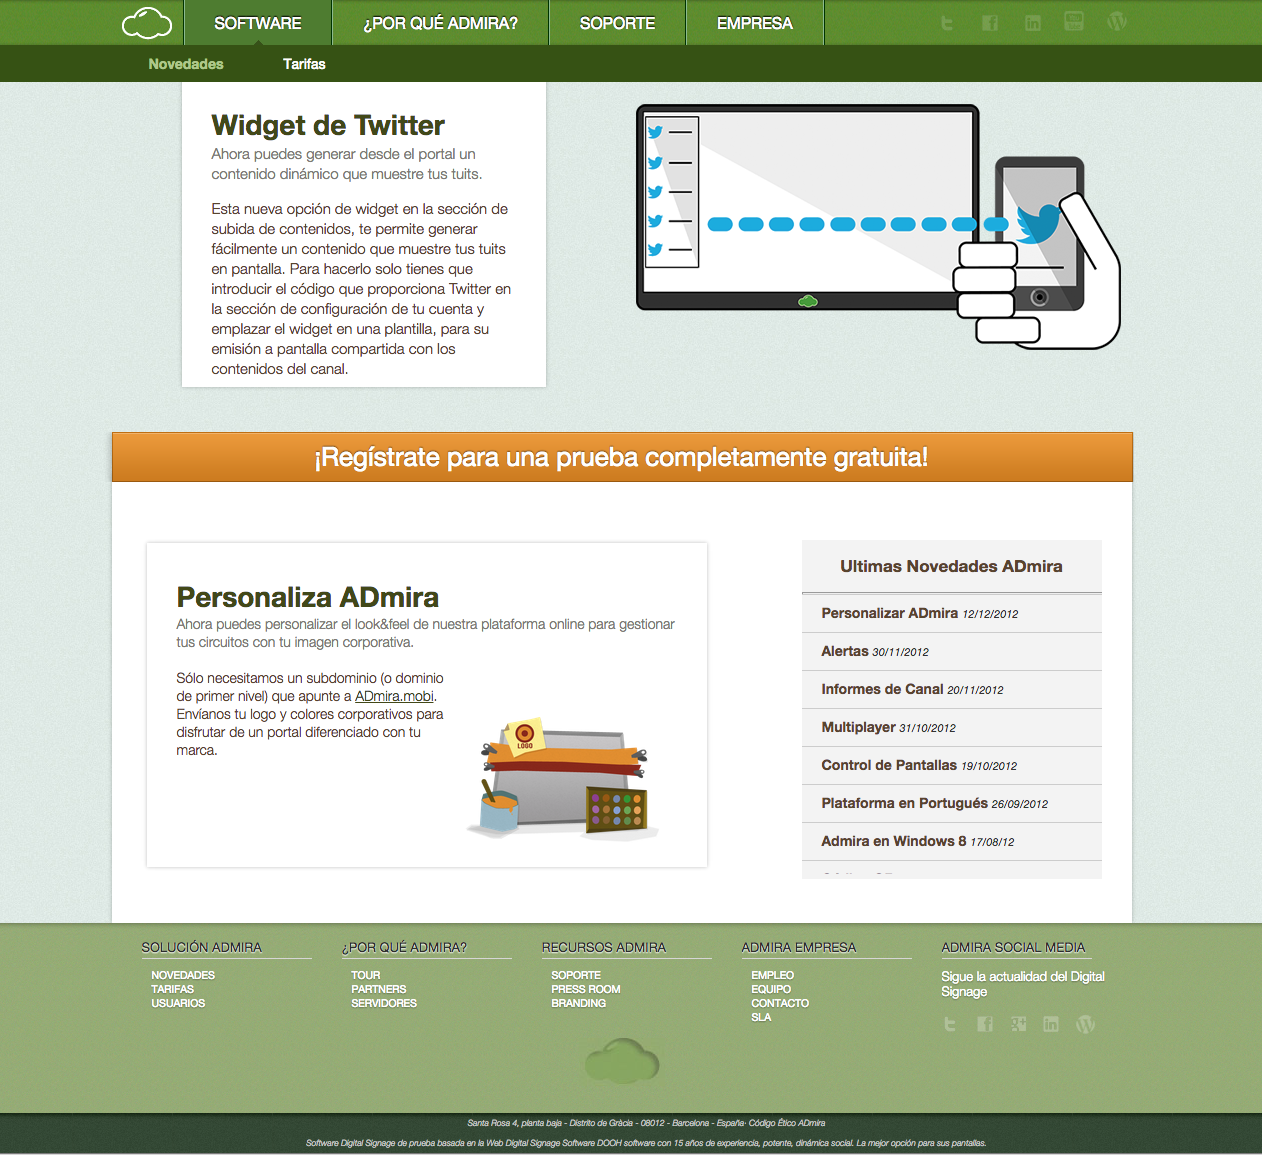 SOFTWARE
¿POR QUÉ ADMIRA?
SOPORTE
EMPRESA
Novedades
Tarifas
Widget de Twitter
Ahora puedes generar desde el portal un
contenido dinámico que muestre tus tuits.
Esta nueva opción de widget en la sección de
subida de contenidos, te permite generar
fácilmente un contenido que muestre tus tuits
en pantalla. Para hacerlo solo tienes que
introducir el código que proporciona Twitter en
la sección de configuración de tu cuenta y
emplazar el widget en una plantilla, para su
emisión a pantalla compartida con los
contenidos del canal.
¡Regístrate para una prueba completamente gratuita!
Personaliza ADmira
Ahora puedes personalizar el look&feel de nuestra plataforma online para gestionar
tus circuitos con tu imagen corporativa.
Sólo necesitamos un subdominio (o dominio
de primer nivel) que apunte a ADmira.mobi.
Envíanos tu logo y colores corporativos para
disfrutar de un portal diferenciado con tu
marca.
LOGO
Ultimas Novedades ADmira
Personalizar ADmira 12/12/2012
Alertas 30/11/2012
Informes de Canal 20/11/2012
Multiplayer 31/10/2012
Control de Pantallas 19/10/2012
Plataforma en Portugués 26/09/2012
Admira en Windows 8 17/08/12
SOLUCIÓN ADMIRA
NOVEDADES
TARIFAS
USUARIOS
¿POR QUÉ ADMIRA?
TOUR
PARTNERS
SERVIDORES
RECURSOS ADMIRA
SOPORTE
PRESS ROOM
BRANDING
ADMIRA EMPRESA
EMPLEO
EQUIPO
CONTACTO
SLA
ADMIRA SOCIAL MEDIA
Sigue la actualidad del Digital
Signage
Santa Rosa 4, planta baja - Distrito de Gràcia - 08012 - Barcelona - España· Código Ético ADmira
Software Digital Signage de prueba basada en la Web Digital Signage Software DOOH software con 15 años de experiencia, potente, dinámica social. La mejor opción para sus pantallas.